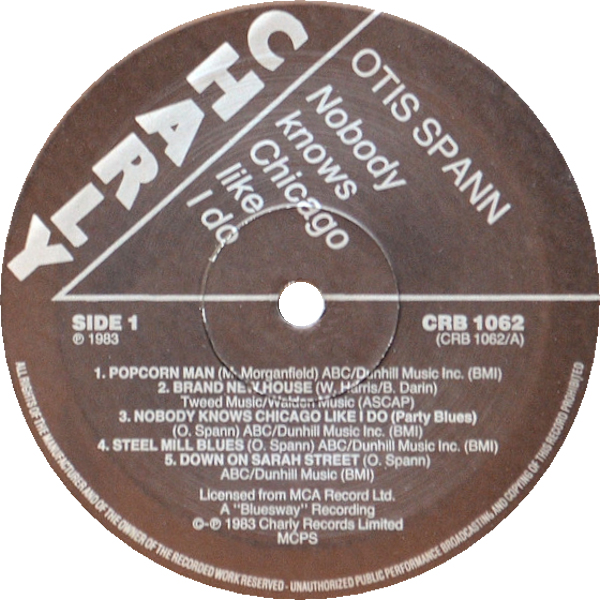 CHARLY
OTIS SPANN
Nobody
knows
Chicago
like
I do
SIDE 1
℗ 1983
CRB 1062
(CRB 1062/A)
1. POPCORN MAN (M. Morganfield) ABC/Dunhill Music Inc. (BMI)
2. BRAND NEW HOUSE (W. Harris/B. Darin)
Tweed Music/Walden Music (ASCAP)
3. NOBODY KNOWS CHICAGO LIKE I DO (Party Blues)
(O. Spann) ABC/Dunhill Music Inc. (BMI)
4. STEEL MILL BLUES (O. Spann) ABC/Dunhill Music Inc. (BMI)
5. DOWN ON SARAH STREET (O. Spann)
ABC/Dunhill Music (BMI)
Licensed from MCA Record Ltd.
A "Bluesway" Recording
©-℗ 1983 Charly Records Limited
MCPS
ALL RIGHTS OF THE MANUFACTURER AND OF THE OWNER OF THE RECORDED WORK RESERVED - UNAUTHORIZED PUBLIC PERFORMANCE BROADCASTING AND COPYING OF THIS RECORD PROHIBITED